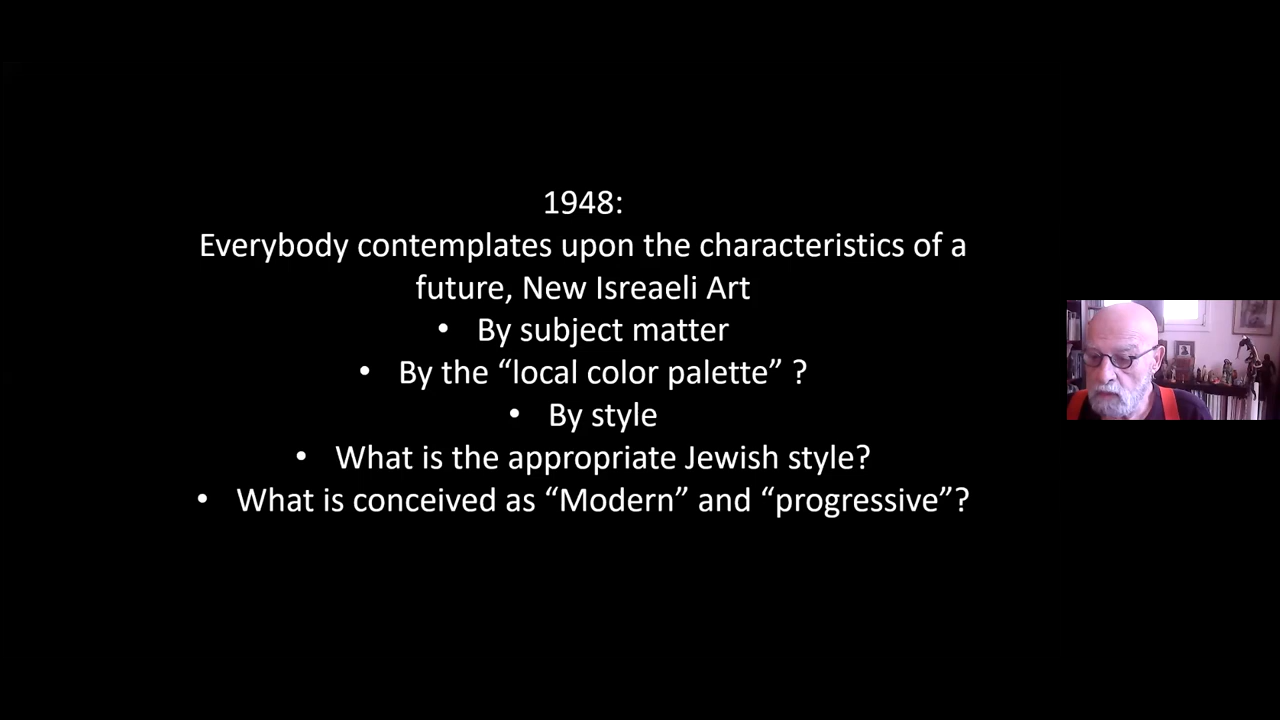 1948:
Everybody contemplates upon the characteristics of a
future, New Isreaeli Art
• By subject matter
• By the “local color palette” ?
• By style
• What is the appropriate Jewish style?
• What is conceived as “Modern” and “progressive”?